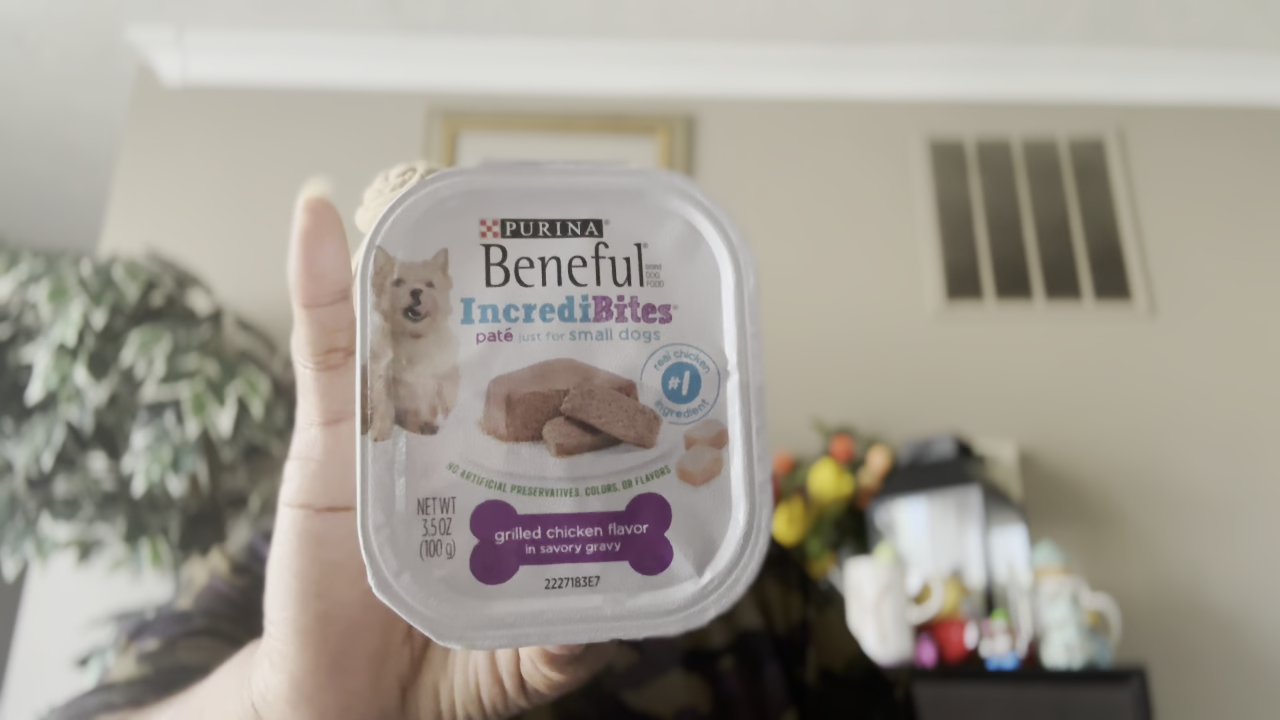 PURINA
Beneful
IncrediBites
paté just for small dogs
real chicken
#1
ingredient
NO ARTIFICIAL PRESERVATIVES, COLORS, OR FLAVORS
NET WT
3.5 OZ
(100 g)
grilled chicken flavor
in savory gravy
2227183E7